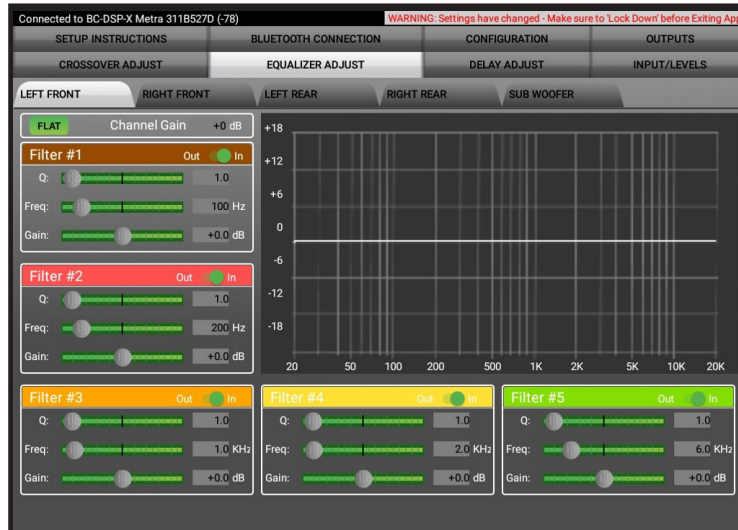 Connected to BC-DSP-X Metra 311B527D (-78) WARNING: Settings have changed - Make sure to 'Lock Down' before Exiting App
SETUP INSTRUCTIONS BLUETOOTH CONNECTION CONFIGURATION OUTPUTS
CROSSOVER ADJUST EQUALIZER ADJUST DELAY ADJUST INPUT/LEVELS
LEFT FRONT RIGHT FRONT LEFT REAR RIGHT REAR SUB WOOFER
FLAT Channel Gain +0 dB
Filter #1 Out In
Q: 1.0
Freq: 100 Hz
Gain: +0.0 dB
Filter #2 Out In
Q: 1.0
Freq: 200 Hz
Gain: +0.0 dB
+18
+12
+6
0
-6
-12
-18
20 50 100 200 500 1K 2K 5K 10K 20K
Filter #3 Out In
Q: 1.0
Freq: 1.0 KHz
Gain: +0.0 dB
Filter #4 Out In
Q: 1.0
Freq: 2.0 KHz
Gain: +0.0 dB
Filter #5 Out In
Q: 1.0
Freq: 6.0 KHz
Gain: +0.0 dB